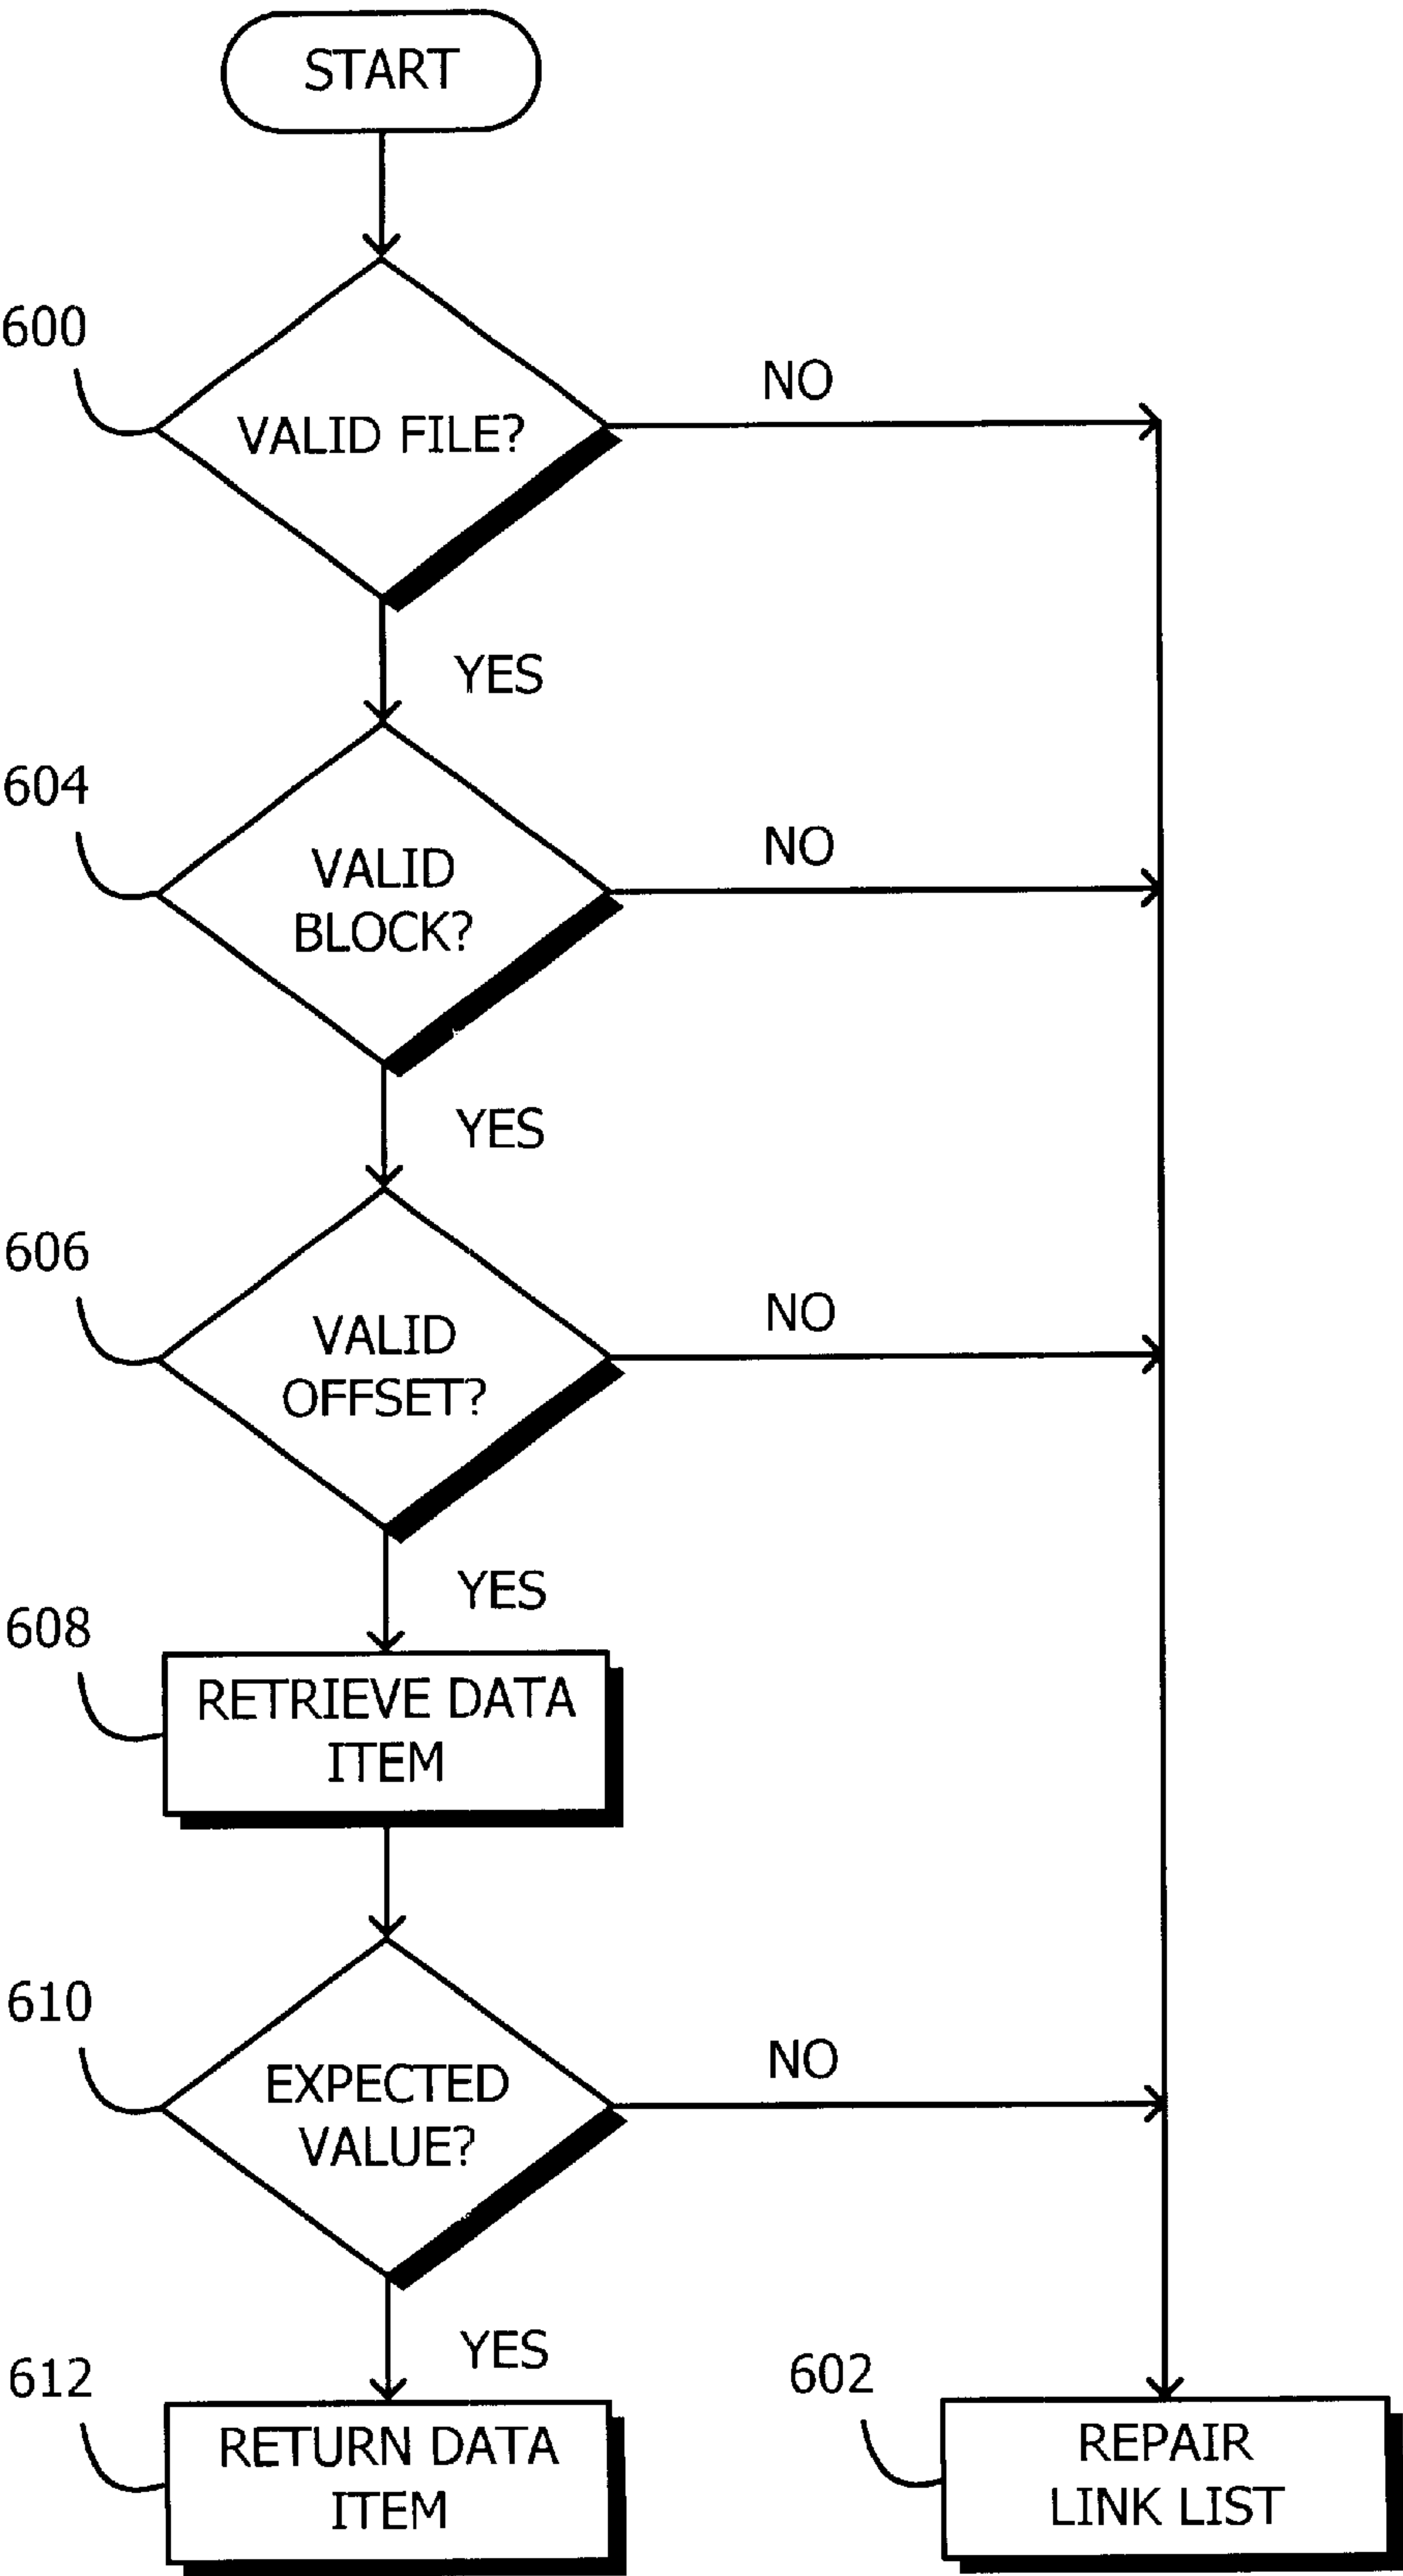 START
600
VALID FILE?
NO
YES
604
VALID
BLOCK?
NO
YES
606
VALID
OFFSET?
NO
YES
608
RETRIEVE DATA
ITEM
610
EXPECTED
VALUE?
NO
YES
612
RETURN DATA
ITEM
602
REPAIR
LINK LIST